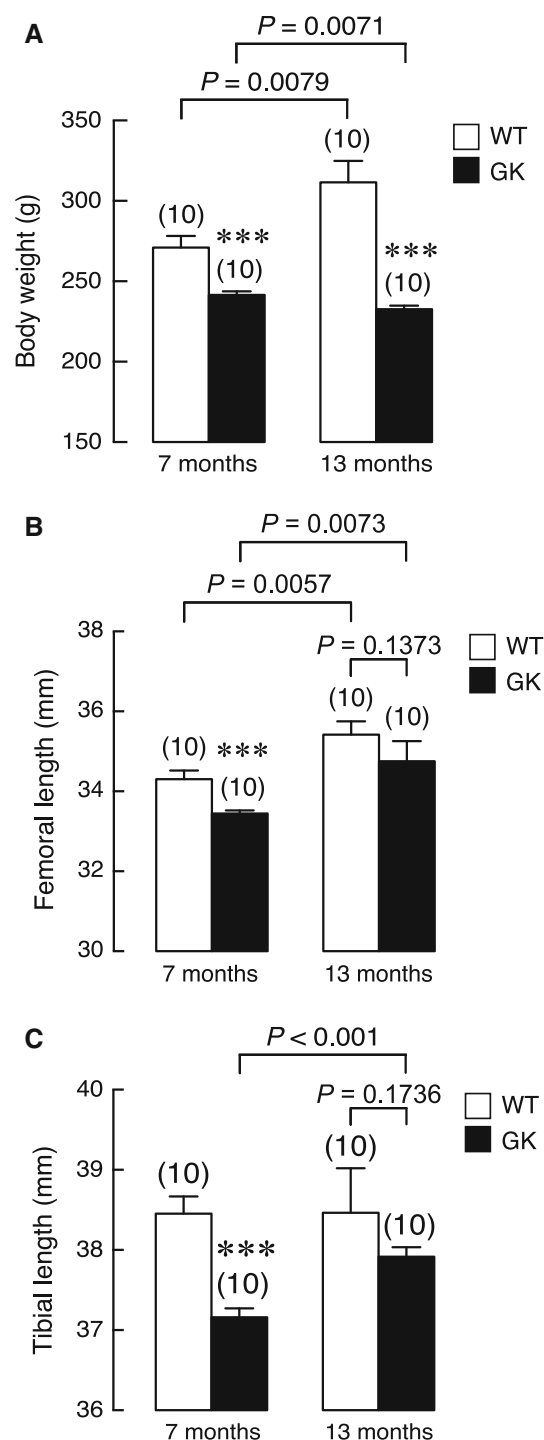 A
P = 0.0071
P = 0.0079
350
300
250
200
150
Body weight (g)
(10)
(10)
***
(10)
***
(10)
WT
GK
7 months
13 months
B
P = 0.0073
P = 0.0057
38
36
34
32
30
Femoral length (mm)
P = 0.1373
(10)
***
(10)
(10)
(10)
WT
GK
7 months
13 months
C
P < 0.001
40
39
38
37
36
Tibial length (mm)
P = 0.1736
(10)
***
(10)
(10)
(10)
WT
GK
7 months
13 months